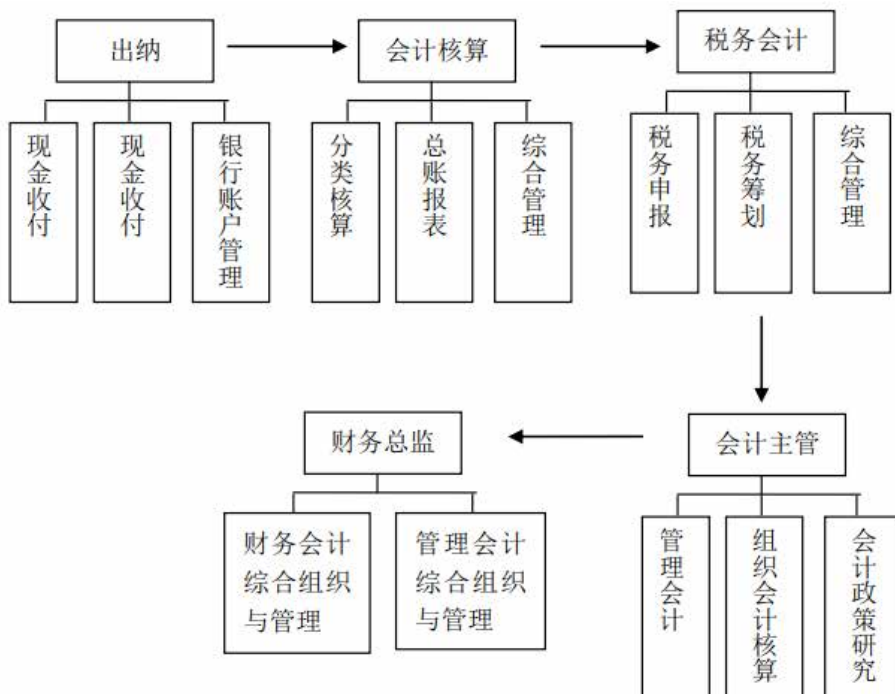 出纳
会计核算
税务会计
现金收付
现金收付
银行账户管理
分类核算
总账报表
综合管理
税务申报
税务筹划
综合管理
财务总监
会计主管
财务会计
综合组织
与管理
管理会计
综合组织
与管理
管理会计
组织会计核算
会计政策研究